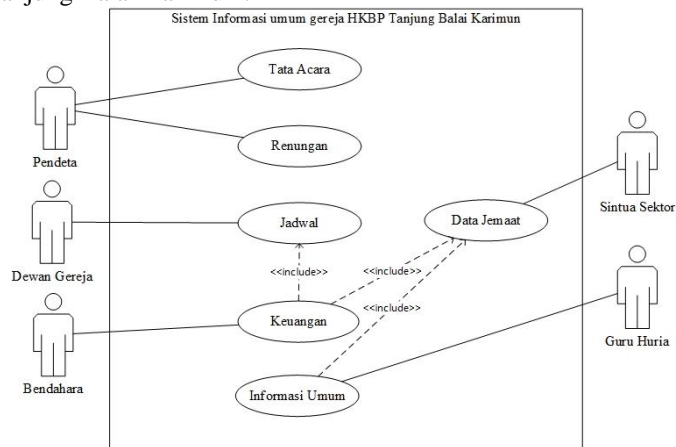 Sistem Informasi umum gereja HKBP Tanjung Balai Karimun
Tata Acara
Pendeta
Renungan
Sintua Sektor
Jadwal
Data Jemaat
Dewan Gereja
<<include>>
<<include>>
<<include>>
Keuangan
Guru Huria
Bendahara
Informasi Umum